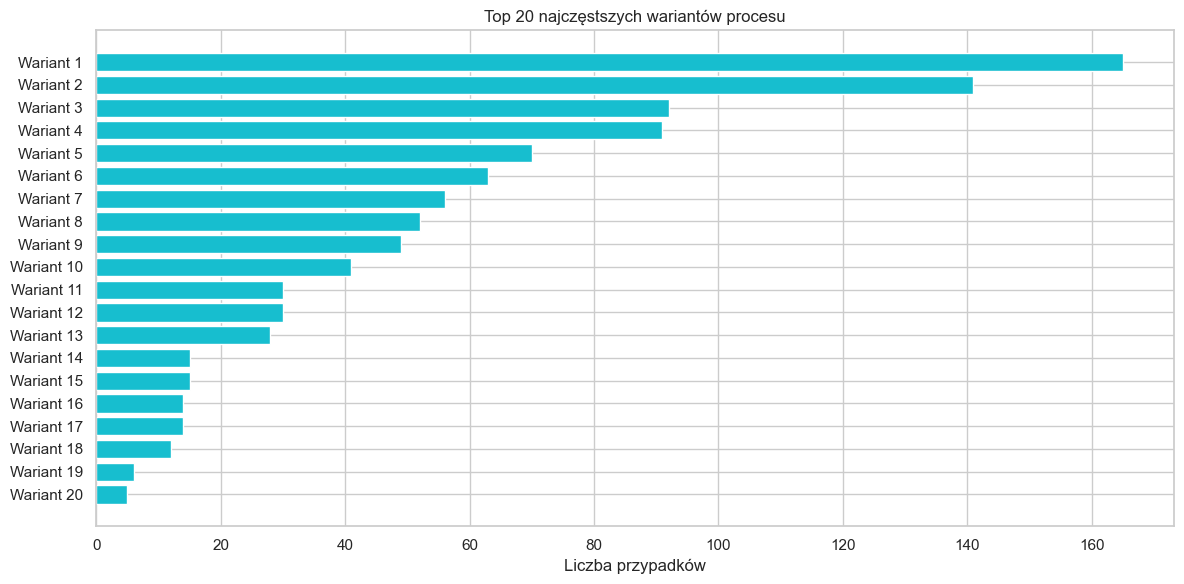 Top 20 najczęstszych wariantów procesu
Wariant 1
Wariant 2
Wariant 3
Wariant 4
Wariant 5
Wariant 6
Wariant 7
Wariant 8
Wariant 9
Wariant 10
Wariant 11
Wariant 12
Wariant 13
Wariant 14
Wariant 15
Wariant 16
Wariant 17
Wariant 18
Wariant 19
Wariant 20
0 20 40 60 80 100 120 140 160
Liczba przypadków